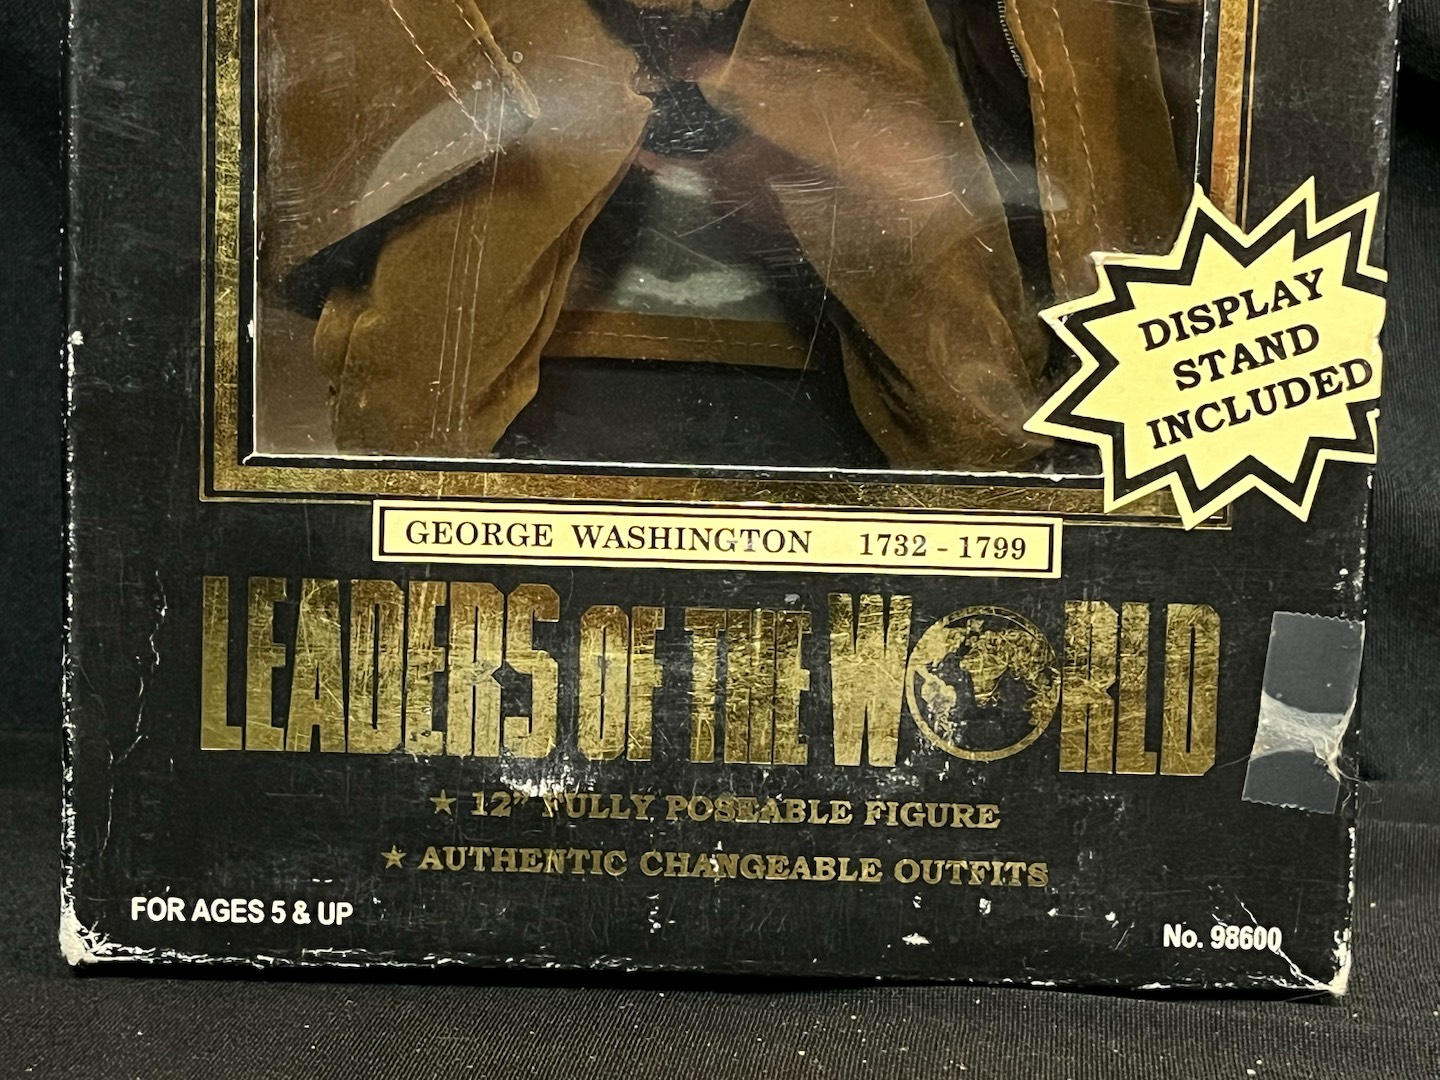 DISPLAY
STAND
INCLUDED
GEORGE WASHINGTON 1732 - 1799
LEADERS OF THE WORLD
★ 12" FULLY POSEABLE FIGURE
★ AUTHENTIC CHANGEABLE OUTFITS
FOR AGES 5 & UP
No. 98600